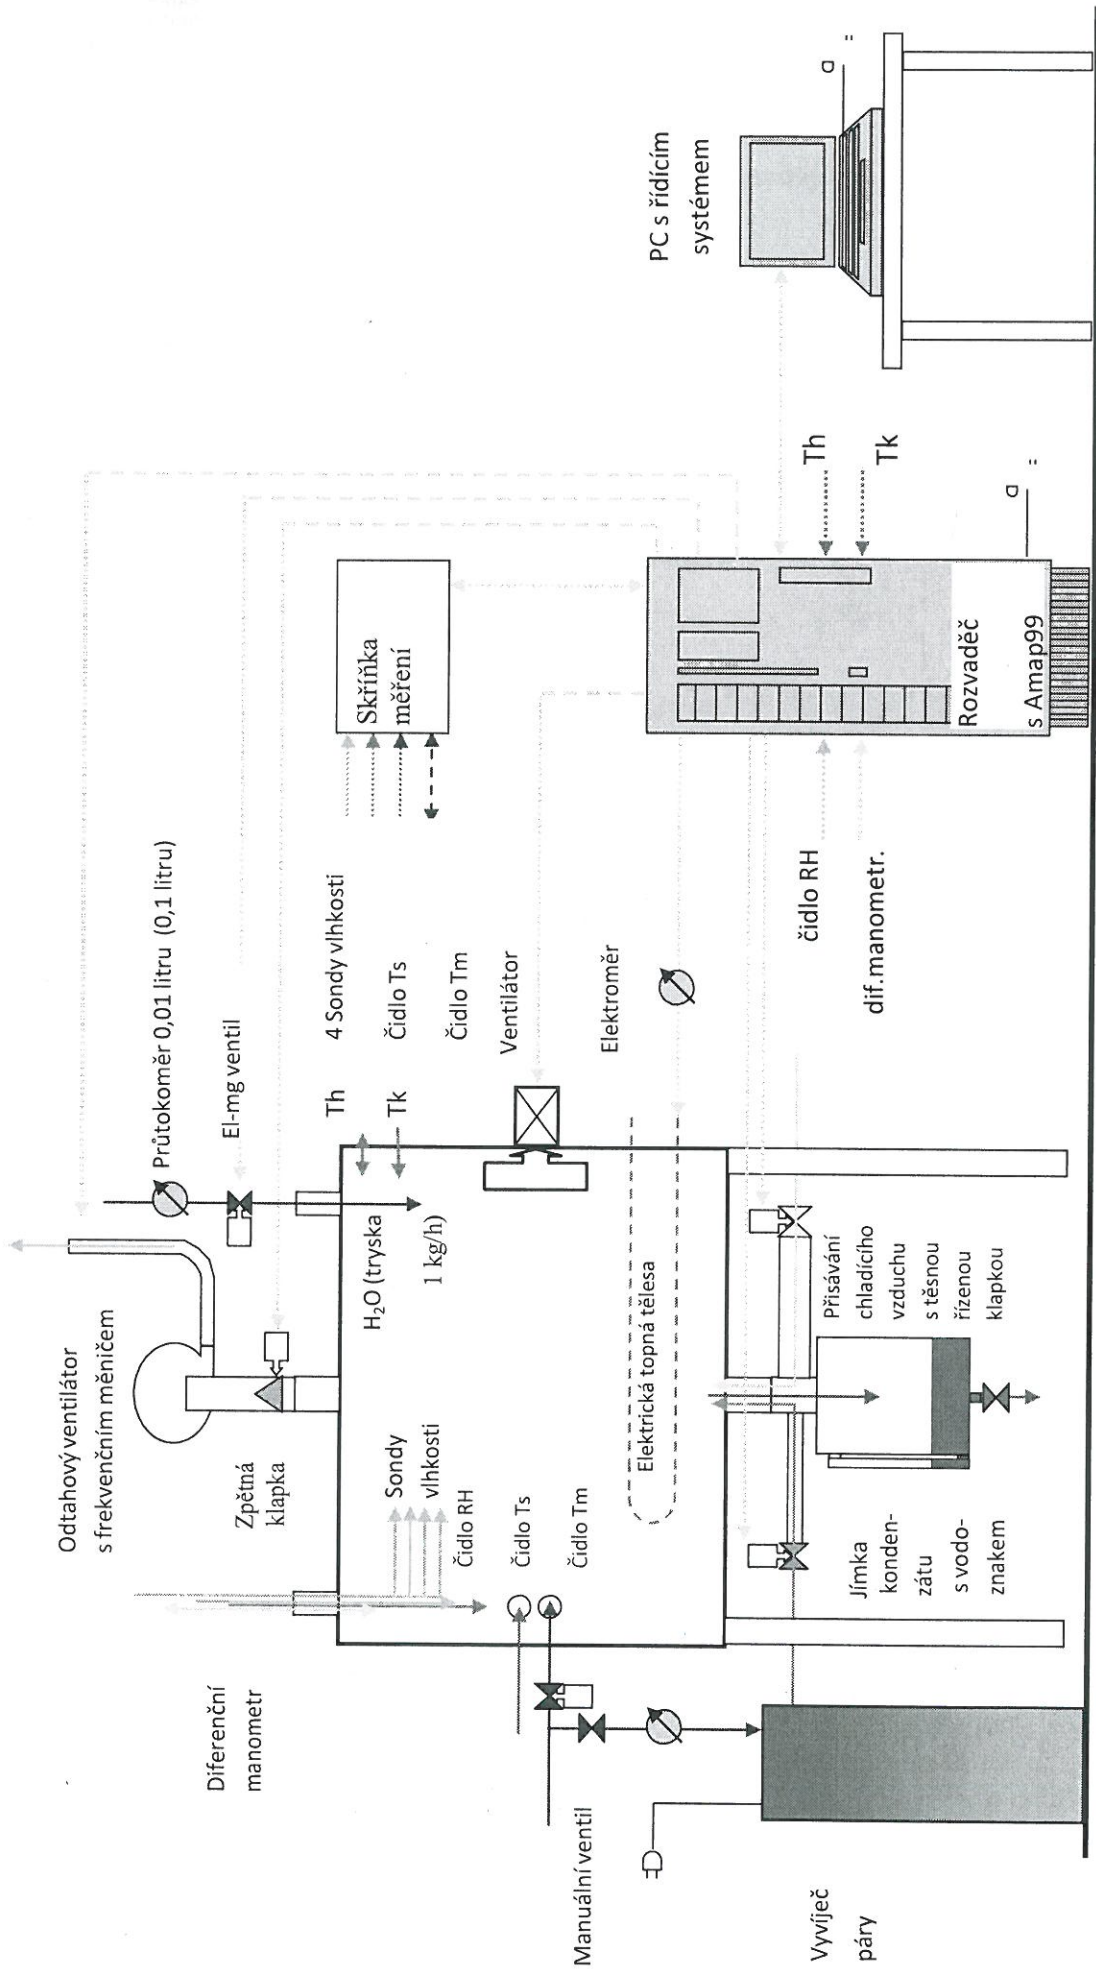 Odtahový ventilátor
s frekvenčním měničem
Průtokoměr 0,01 litru (0,1 litru)
El-mg ventil
Diferenční
manometr
Zpětná
klapka
Th
Tk
4 Sondy vlhkosti
Čidlo Ts
Čidlo Tm
Ventilátor
Elektroměr
Skříňka
měření
H₂O (tryska
1 kg/h)
Sondy
vlhkosti
Čidlo RH
Čidlo Ts
Čidlo Tm
Elektrická topná tělesa
Manuální ventil
Vyvíječ
páry
Jímka
konden-
zátu
s vodo-
znakem
Přisávání
chladícího
vzduchu
s těsnou
řízenou
klapkou
čidlo RH
dif.manometr.
Rozvaděč
s Amap99
Th
Tk
PC s řídícím
systémem